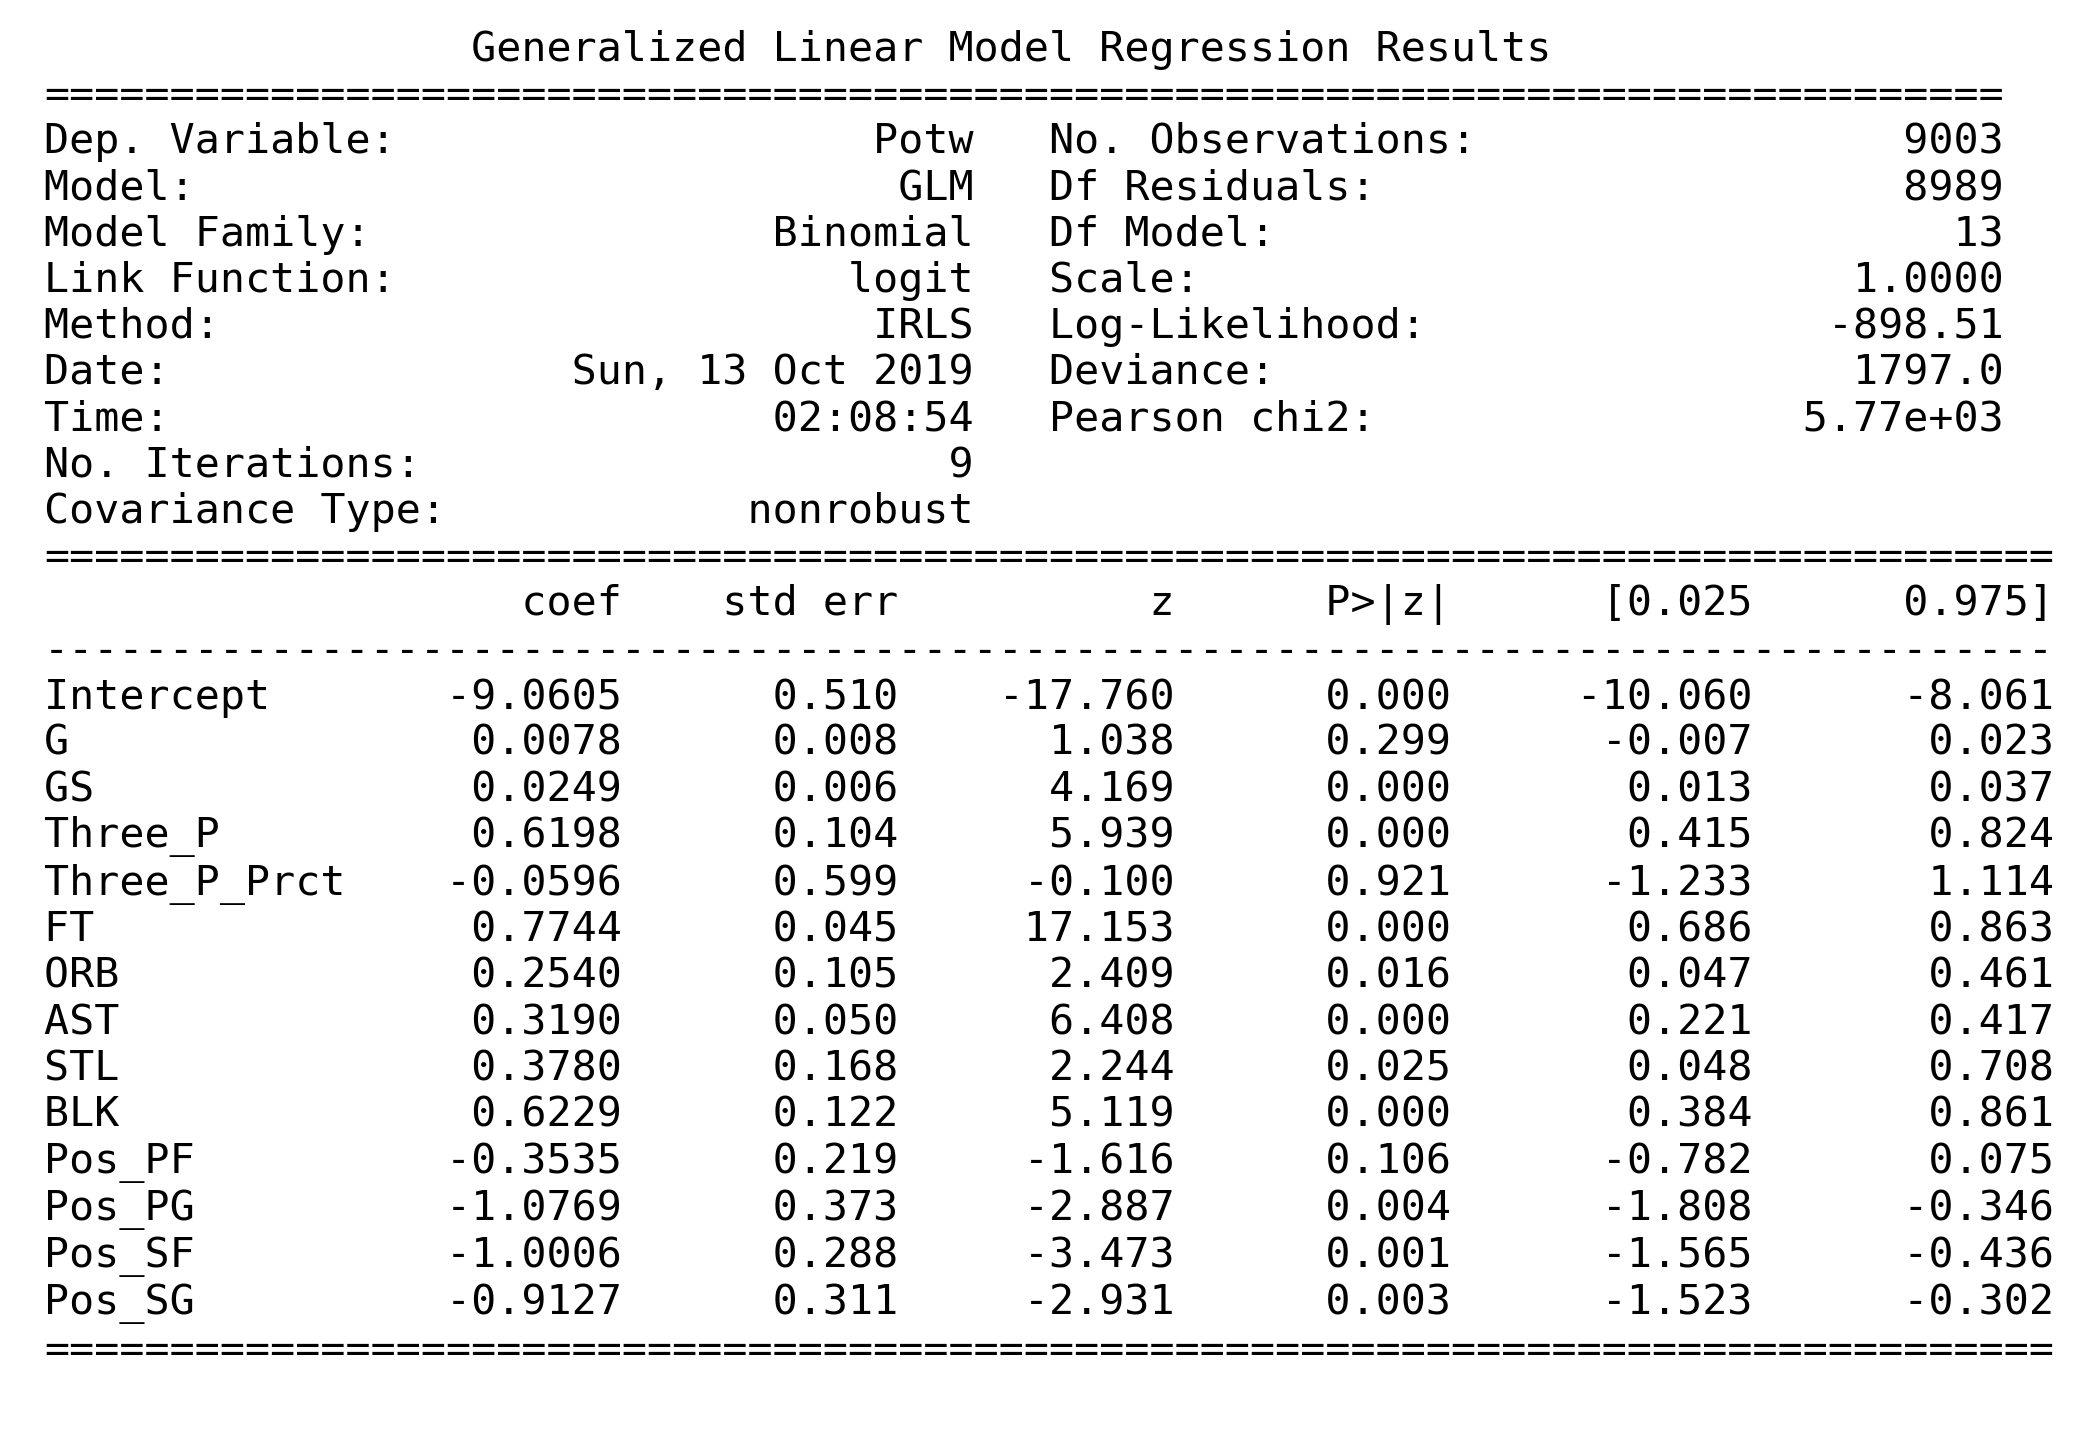 Generalized Linear Model Regression Results
==============================================================================
Dep. Variable:                   Potw   No. Observations:                 9003
Model:                            GLM   Df Residuals:                     8989
Model Family:                Binomial   Df Model:                           13
Link Function:                  logit   Scale:                          1.0000
Method:                          IRLS   Log-Likelihood:                -898.51
Date:                Sun, 13 Oct 2019   Deviance:                       1797.0
Time:                        02:08:54   Pearson chi2:                 5.77e+03
No. Iterations:                     9
Covariance Type:            nonrobust
================================================================================
                   coef    std err          z      P>|z|      [0.025      0.975]
--------------------------------------------------------------------------------
Intercept       -9.0605      0.510    -17.760      0.000     -10.060      -8.061
G                0.0078      0.008      1.038      0.299      -0.007       0.023
GS               0.0249      0.006      4.169      0.000       0.013       0.037
Three_P          0.6198      0.104      5.939      0.000       0.415       0.824
Three_P_Prct    -0.0596      0.599     -0.100      0.921      -1.233       1.114
FT               0.7744      0.045     17.153      0.000       0.686       0.863
ORB              0.2540      0.105      2.409      0.016       0.047       0.461
AST              0.3190      0.050      6.408      0.000       0.221       0.417
STL              0.3780      0.168      2.244      0.025       0.048       0.708
BLK              0.6229      0.122      5.119      0.000       0.384       0.861
Pos_PF          -0.3535      0.219     -1.616      0.106      -0.782       0.075
Pos_PG          -1.0769      0.373     -2.887      0.004      -1.808      -0.346
Pos_SF          -1.0006      0.288     -3.473      0.001      -1.565      -0.436
Pos_SG          -0.9127      0.311     -2.931      0.003      -1.523      -0.302
================================================================================